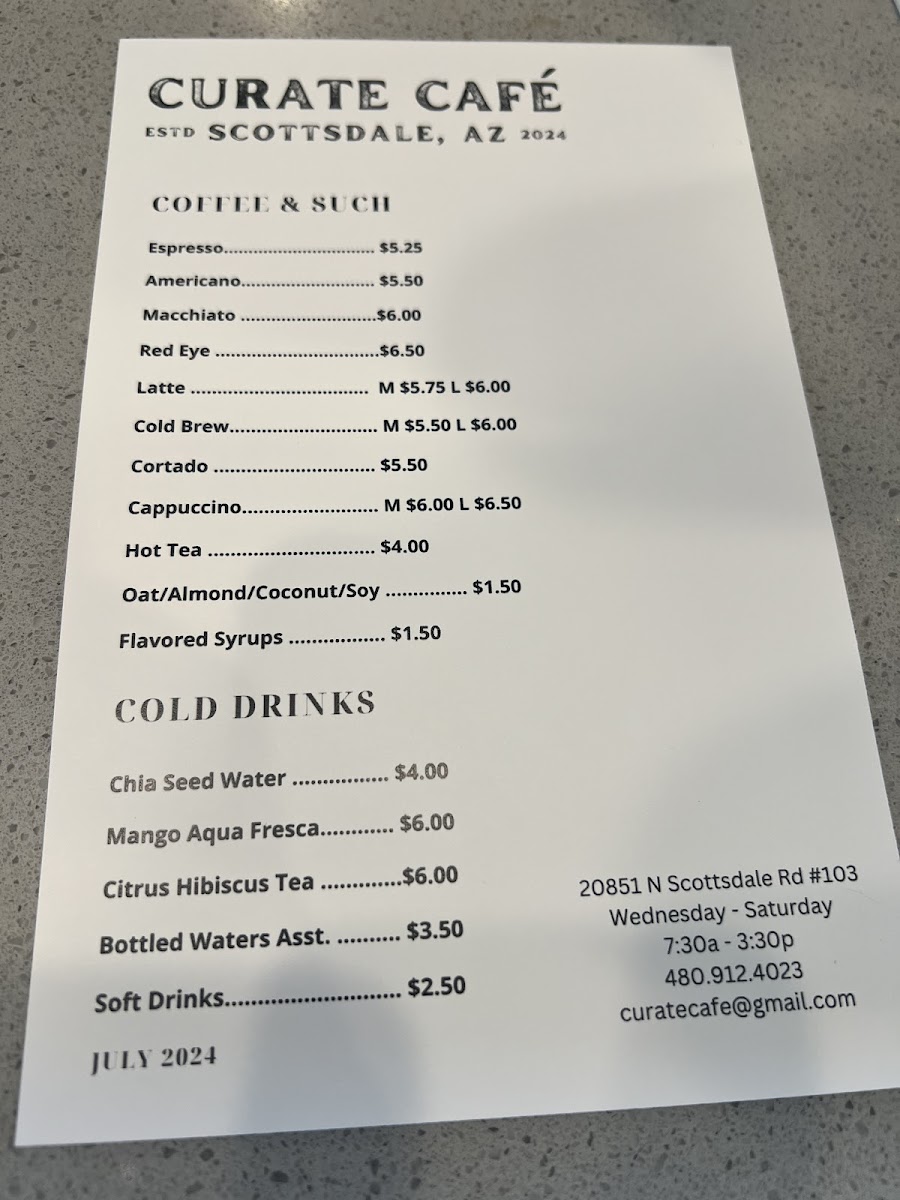 CURATE CAFÉ
ESTD SCOTTSDALE, AZ 2024
COFFEE & SUCH
Espresso.............................. $5.25
Americano........................... $5.50
Macchiato ............................$6.00
Red Eye .................................$6.50
Latte .................................... M $5.75 L $6.00
Cold Brew.............................. M $5.50 L $6.00
Cortado ................................ $5.50
Cappuccino........................... M $6.00 L $6.50
Hot Tea ................................. $4.00
Oat/Almond/Coconut/Soy ............... $1.50
Flavored Syrups ................. $1.50
COLD DRINKS
Chia Seed Water ................ $4.00
Mango Aqua Fresca............ $6.00
Citrus Hibiscus Tea .............$6.00
Bottled Waters Asst. .......... $3.50
Soft Drinks............................ $2.50
JULY 2024
20851 N Scottsdale Rd #103
Wednesday - Saturday
7:30a - 3:30p
480.912.4023
curatecafe@gmail.com